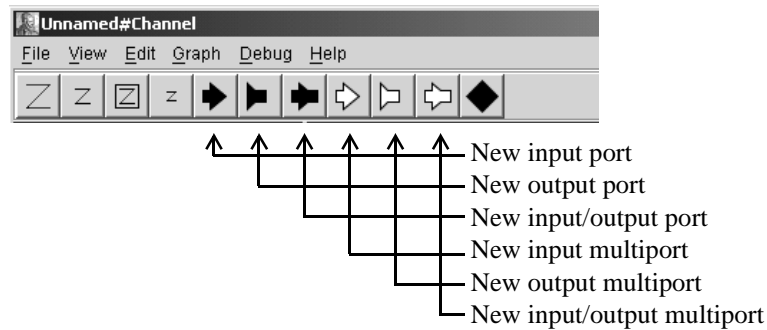 Unnamed#Channel
File View Edit Graph Debug Help
Z Z Z z
New input port
New output port
New input/output port
New input multiport
New output multiport
New input/output multiport